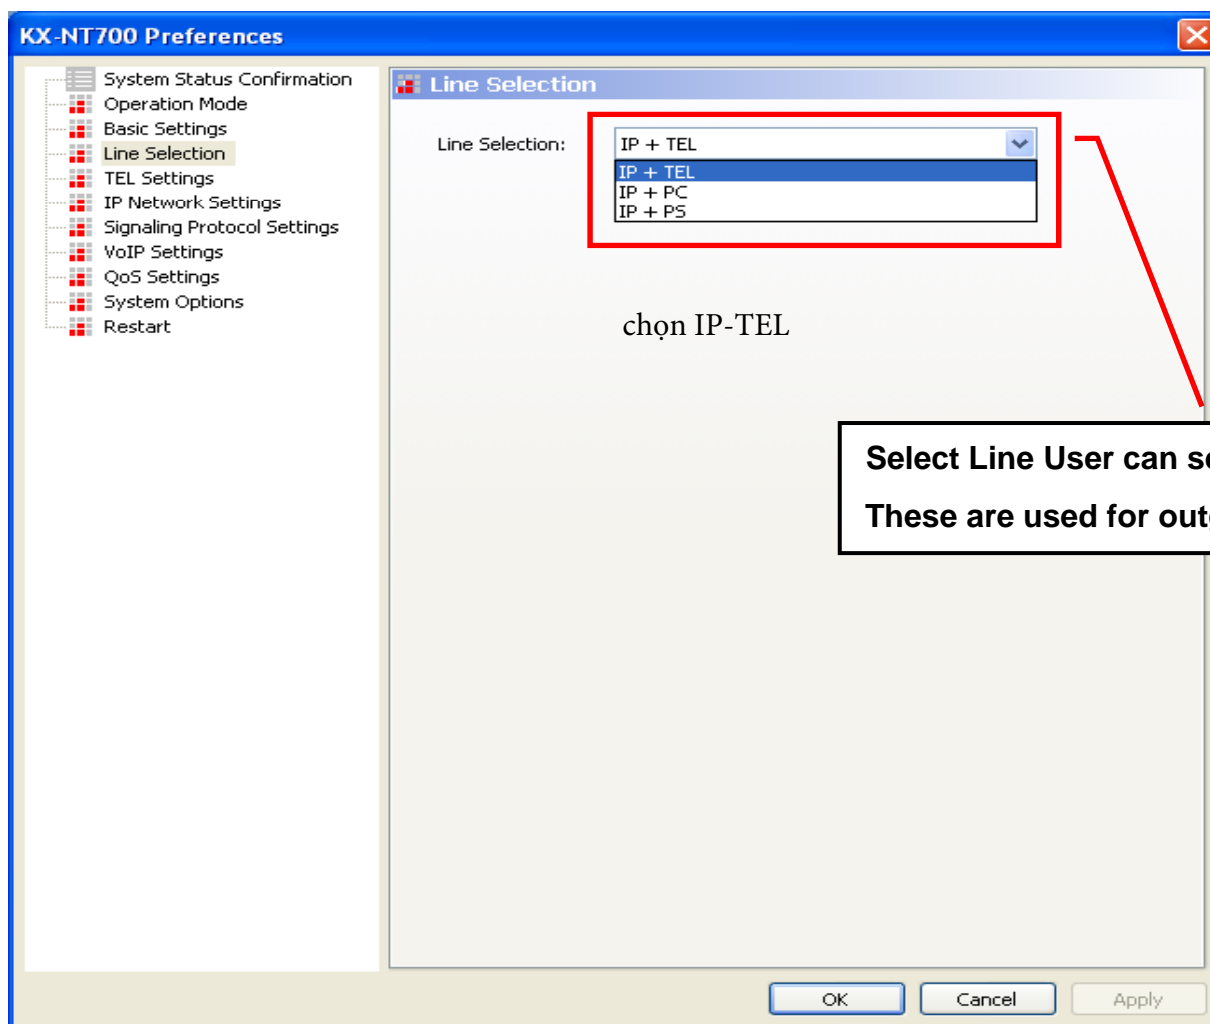 KX-NT700 Preferences
System Status Confirmation
Operation Mode
Basic Settings
Line Selection
TEL Settings
IP Network Settings
Signaling Protocol Settings
VoIP Settings
QoS Settings
System Options
Restart
Line Selection
Line Selection:
IP + TEL
IP + TEL
IP + PC
IP + PS
chọn IP-TEL
Select Line User can
These are used for
OK
Cancel
Apply